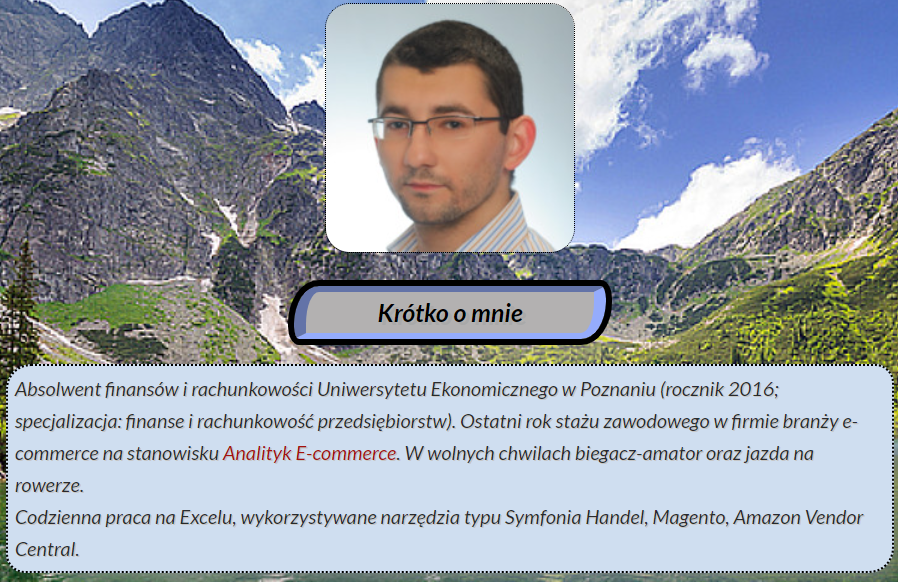 Krótko o mnie
Absolwent finansów i rachunkowości Uniwersytetu Ekonomicznego w Poznaniu (rocznik 2016;
specjalizacja: finanse i rachunkowość przedsiębiorstw). Ostatni rok stażu zawodowego w firmie branży e-
commerce na stanowisku Analityk E-commerce. W wolnych chwilach biegacz-amator oraz jazda na
rowerze.
Codzienna praca na Excelu, wykorzystywane narzędzia typu Symfonia Handel, Magento, Amazon Vendor
Central.